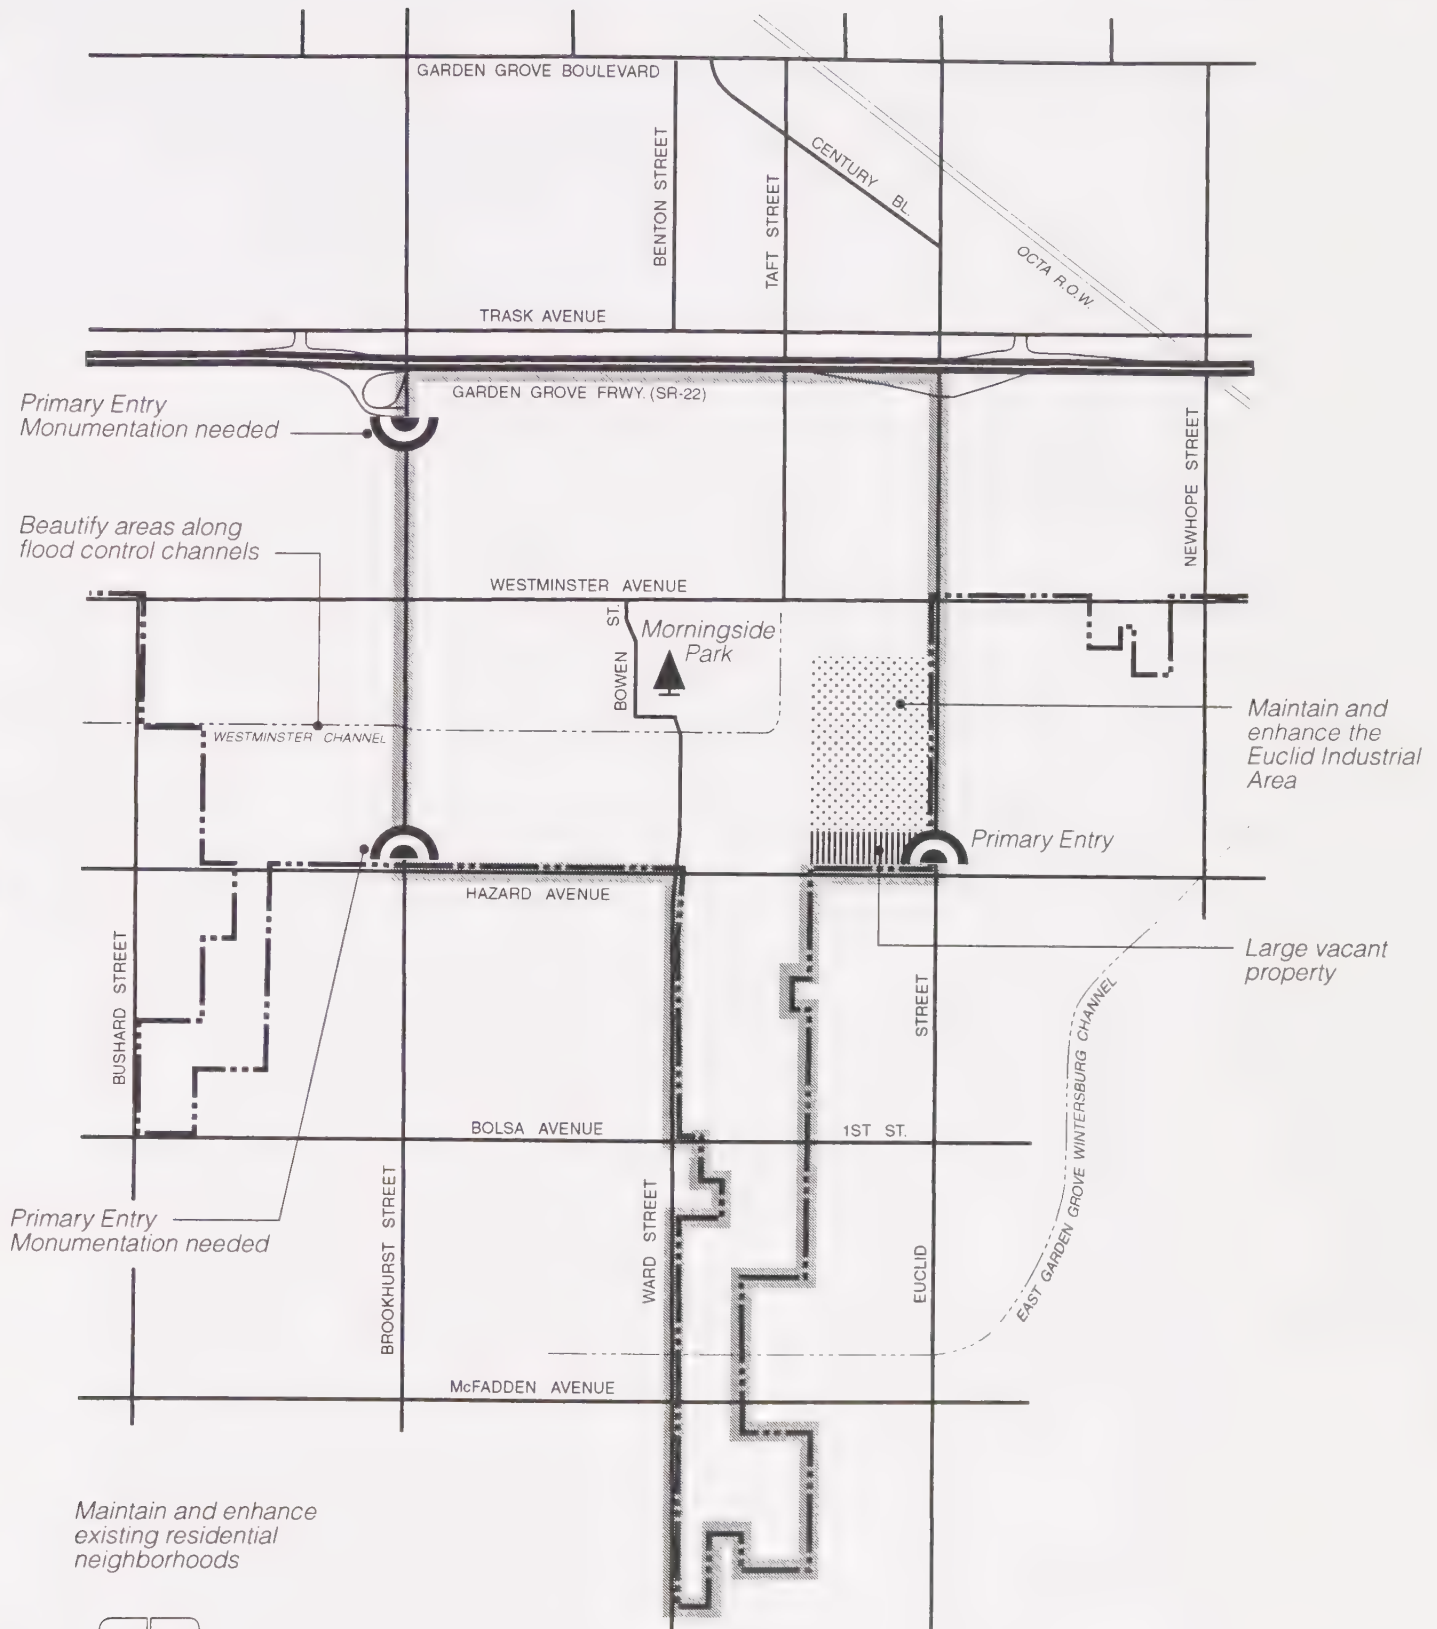 GARDEN GROVE BOULEVARD
BENTON STREET
TAFT STREET
CENTURY BL.
OCTA R.O.W.
TRASK AVENUE
GARDEN GROVE FRWY. (SR-22)
Primary Entry
Monumentation needed
NEWHOPE STREET
Beautify areas along
flood control channels
WESTMINSTER AVENUE
BOWEN ST.
Morningside
Park
WESTMINSTER CHANNEL
Maintain and
enhance the
Euclid Industrial
Area
Primary Entry
HAZARD AVENUE
Large vacant
property
BUSHARD STREET
EUCLID STREET
EAST GARDEN GROVE WINTERSBURG CHANNEL
BOLSA AVENUE
1ST ST.
BROOKHURST STREET
WARD STREET
Primary Entry
Monumentation needed
McFADDEN AVENUE
Maintain and enhance
existing residential
neighborhoods